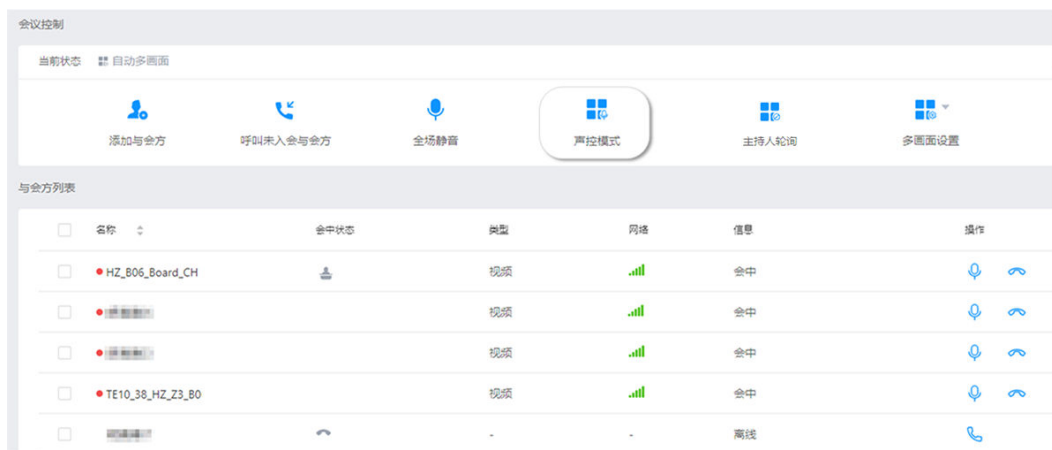 会议控制
当前状态 自动多画面
添加与会方 呼叫未入会与会方 全场静音 声控模式 主持人轮询 多画面设置
与会方列表
名称 会中状态 类型 网络 信息 操作
HZ_B06_Board_CH 视频 会中
视频 会中
视频 会中
TE10_38_HZ_Z3_B0 视频 会中
- - 离线